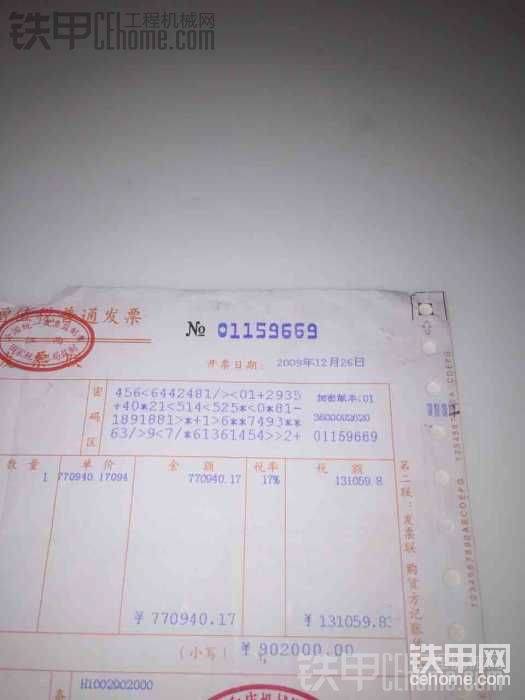 铁甲 工程机械网
CEhome.com
普通发票
№ 01159669
开票日期: 2009年12月26日
密码区
456<6442481/><01+2935 加密版本:01
+40*21<514<525*<0*81-
1891881>*+1>6**7493**
63/>9<7/*61361454>>2+ 01159669
数量 单价 金额 税率 税额
1 770940.17094 770940.17 17% 131059.8
¥770940.17 ¥131059.83
(小写) ¥902000.00
第二联:发票联 购货方记账
H1002002000
铁甲网
cehome.com